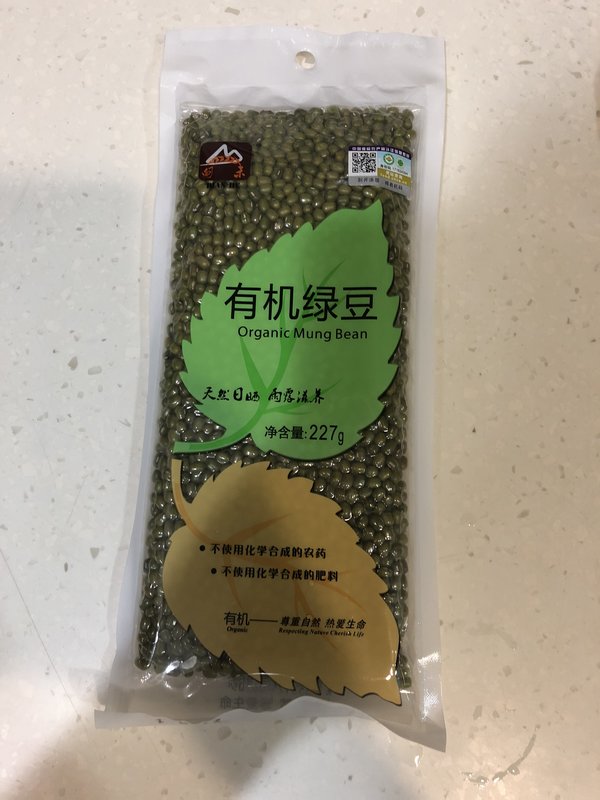 有机绿豆
Organic Mung Bean
天然日晒 雨露滋养
净含量:227g
不使用化学合成的农药
不使用化学合成的肥料
有机——尊重自然 热爱生命
Organic Respecting Nature Cherish Life